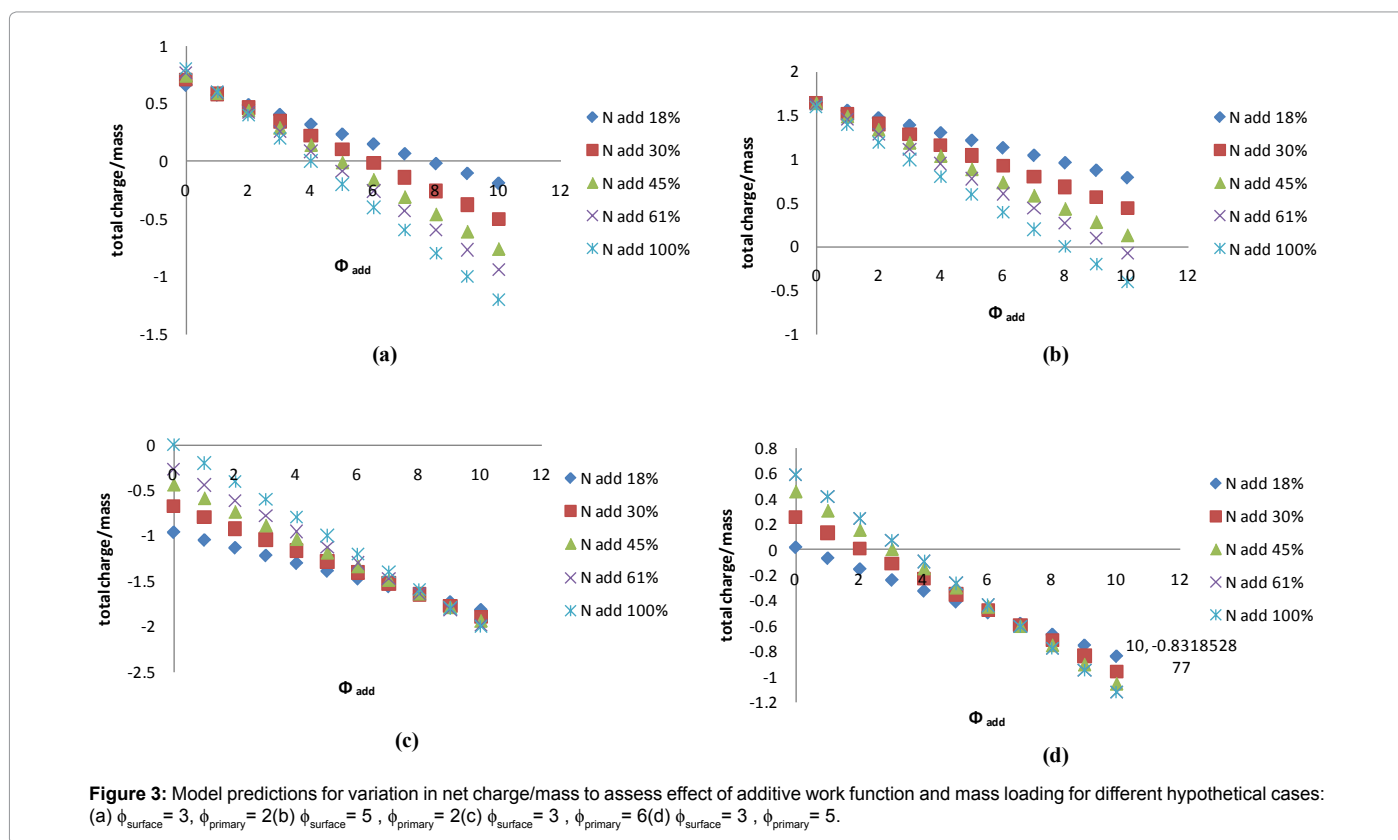 1
0.5
0
-0.5
-1
-1.5
0 2 4 6 8 10 12
total charge/mass
Φ add
N add 18%
N add 30%
N add 45%
N add 61%
N add 100%
(a)
2
1.5
1
0.5
0
-0.5
-1
0 2 4 6 8 10 12
total charge/mass
Φ add
N add 18%
N add 30%
N add 45%
N add 61%
N add 100%
(b)
0
-0.5
-1
-1.5
-2
-2.5
0 2 4 6 8 10 12
total charge/mass
Φ add
N add 18%
N add 30%
N add 45%
N add 61%
N add 100%
(c)
0.8
0.6
0.4
0.2
0
-0.2
-0.4
-0.6
-0.8
-1
-1.2
0 2 4 6 8 10 12
total charge/mass
Φ add
N add 18%
N add 30%
N add 45%
N add 61%
N add 100%
10, -0.8318528
77
(d)
Figure 3: Model predictions for variation in net charge/mass to assess effect of additive work function and mass loading for different hypothetical cases:
(a) ϕsurface= 3, ϕprimary= 2(b) ϕsurface= 5 , ϕprimary= 2(c) ϕsurface= 3 , ϕprimary= 6(d) ϕsurface= 3 , ϕprimary= 5.